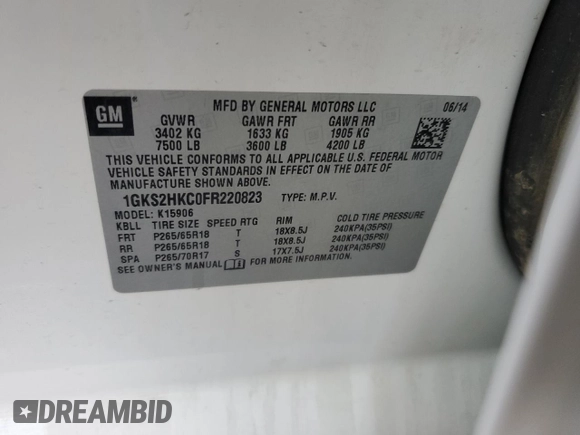 GM
MFD BY GENERAL MOTORS LLC 06/14
GVWR GAWR FRT GAWR RR
3402 KG 1633 KG 1905 KG
7500 LB 3600 LB 4200 LB
THIS VEHICLE CONFORMS TO ALL APPLICABLE U.S. FEDERAL MOTOR
VEHICLE SAFETY STANDARDS IN EFFECT ON THE DATE OF
MANUFACTURE SHOWN ABOVE.
1GKS2HKC0FR220823 TYPE: M.P.V.
MODEL: K15906
KBLL TIRE SIZE SPEED RTG RIM COLD TIRE PRESSURE
FRT P265/65R18 T 18X8.5J 240KPA(35PSI)
RR P265/65R18 T 18X8.5J 240KPA(35PSI)
SPA P265/70R17 S 17X7.5J 240KPA(35PSI)
SEE OWNER'S MANUAL FOR MORE INFORMATION.
DREAMBID